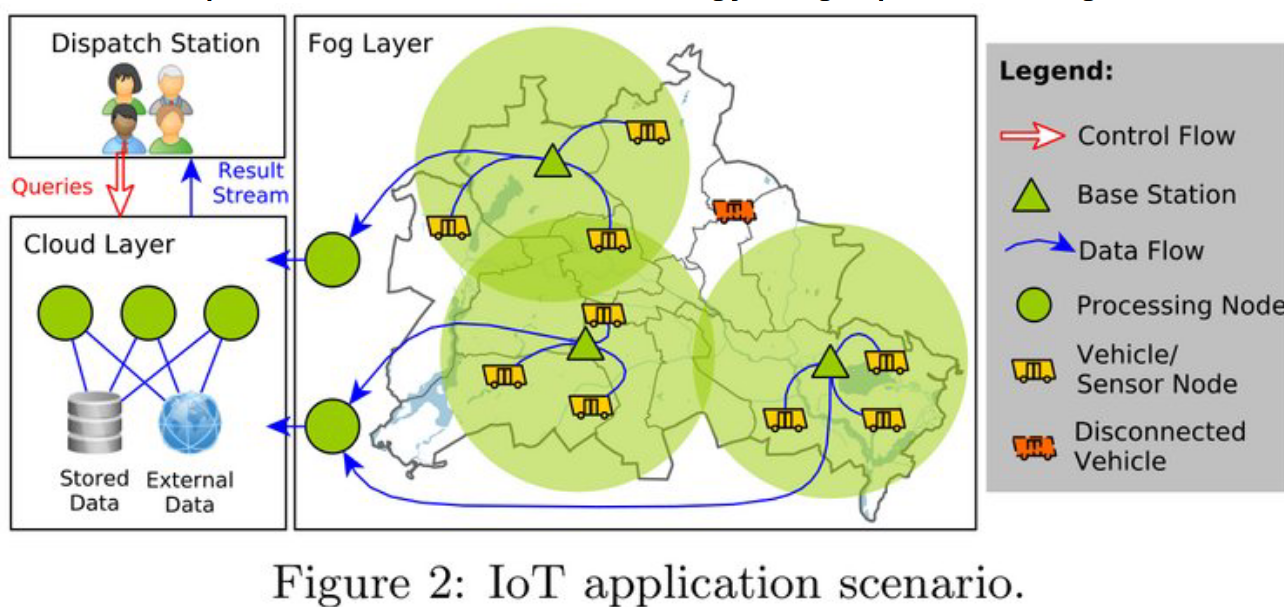 Dispatch Station
Queries
Result
Stream
Cloud Layer
Stored
Data
External
Data
Fog Layer
Legend:
Control Flow
Base Station
Data Flow
Processing Node
Vehicle/
Sensor Node
Disconnected
Vehicle
Figure 2: IoT application scenario.